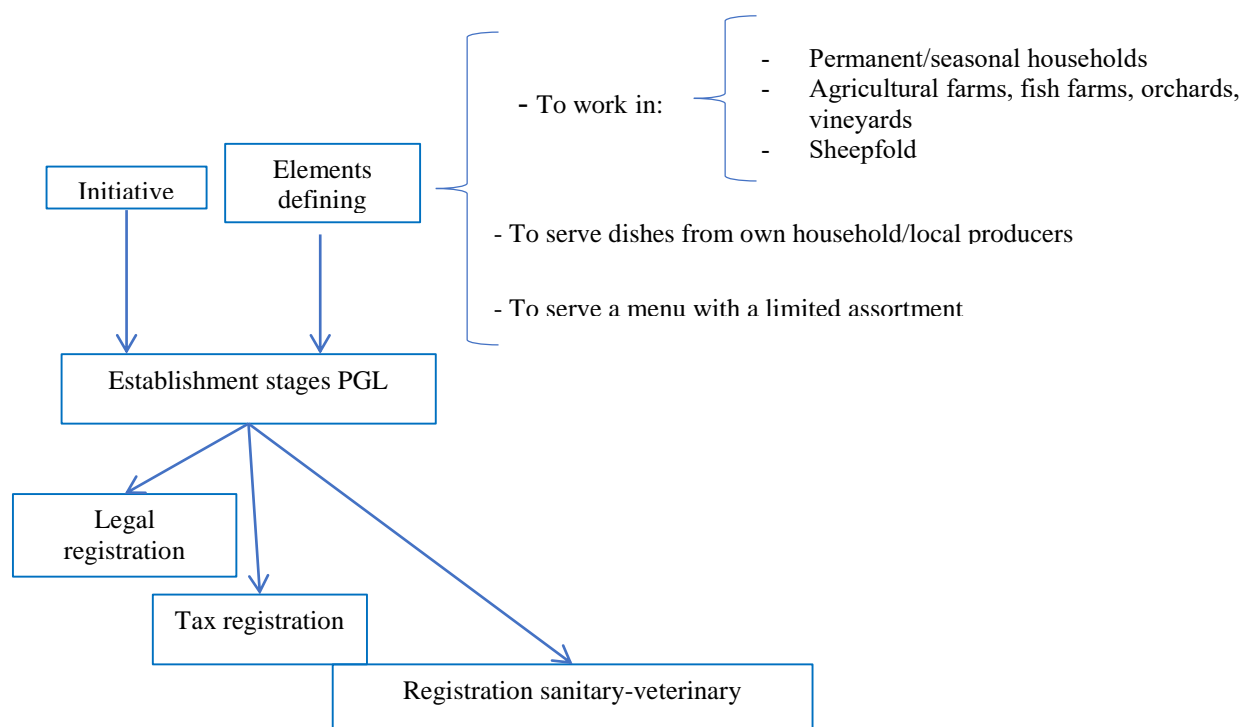 - Permanent/seasonal households
- Agricultural farms, fish farms, orchards,
vineyards
- Sheepfold
- To work in:
Initiative
Elements
defining
- To serve dishes from own household/local producers
- To serve a menu with a limited assortment
Establishment stages PGL
Legal
registration
Tax registration
Registration sanitary-veterinary